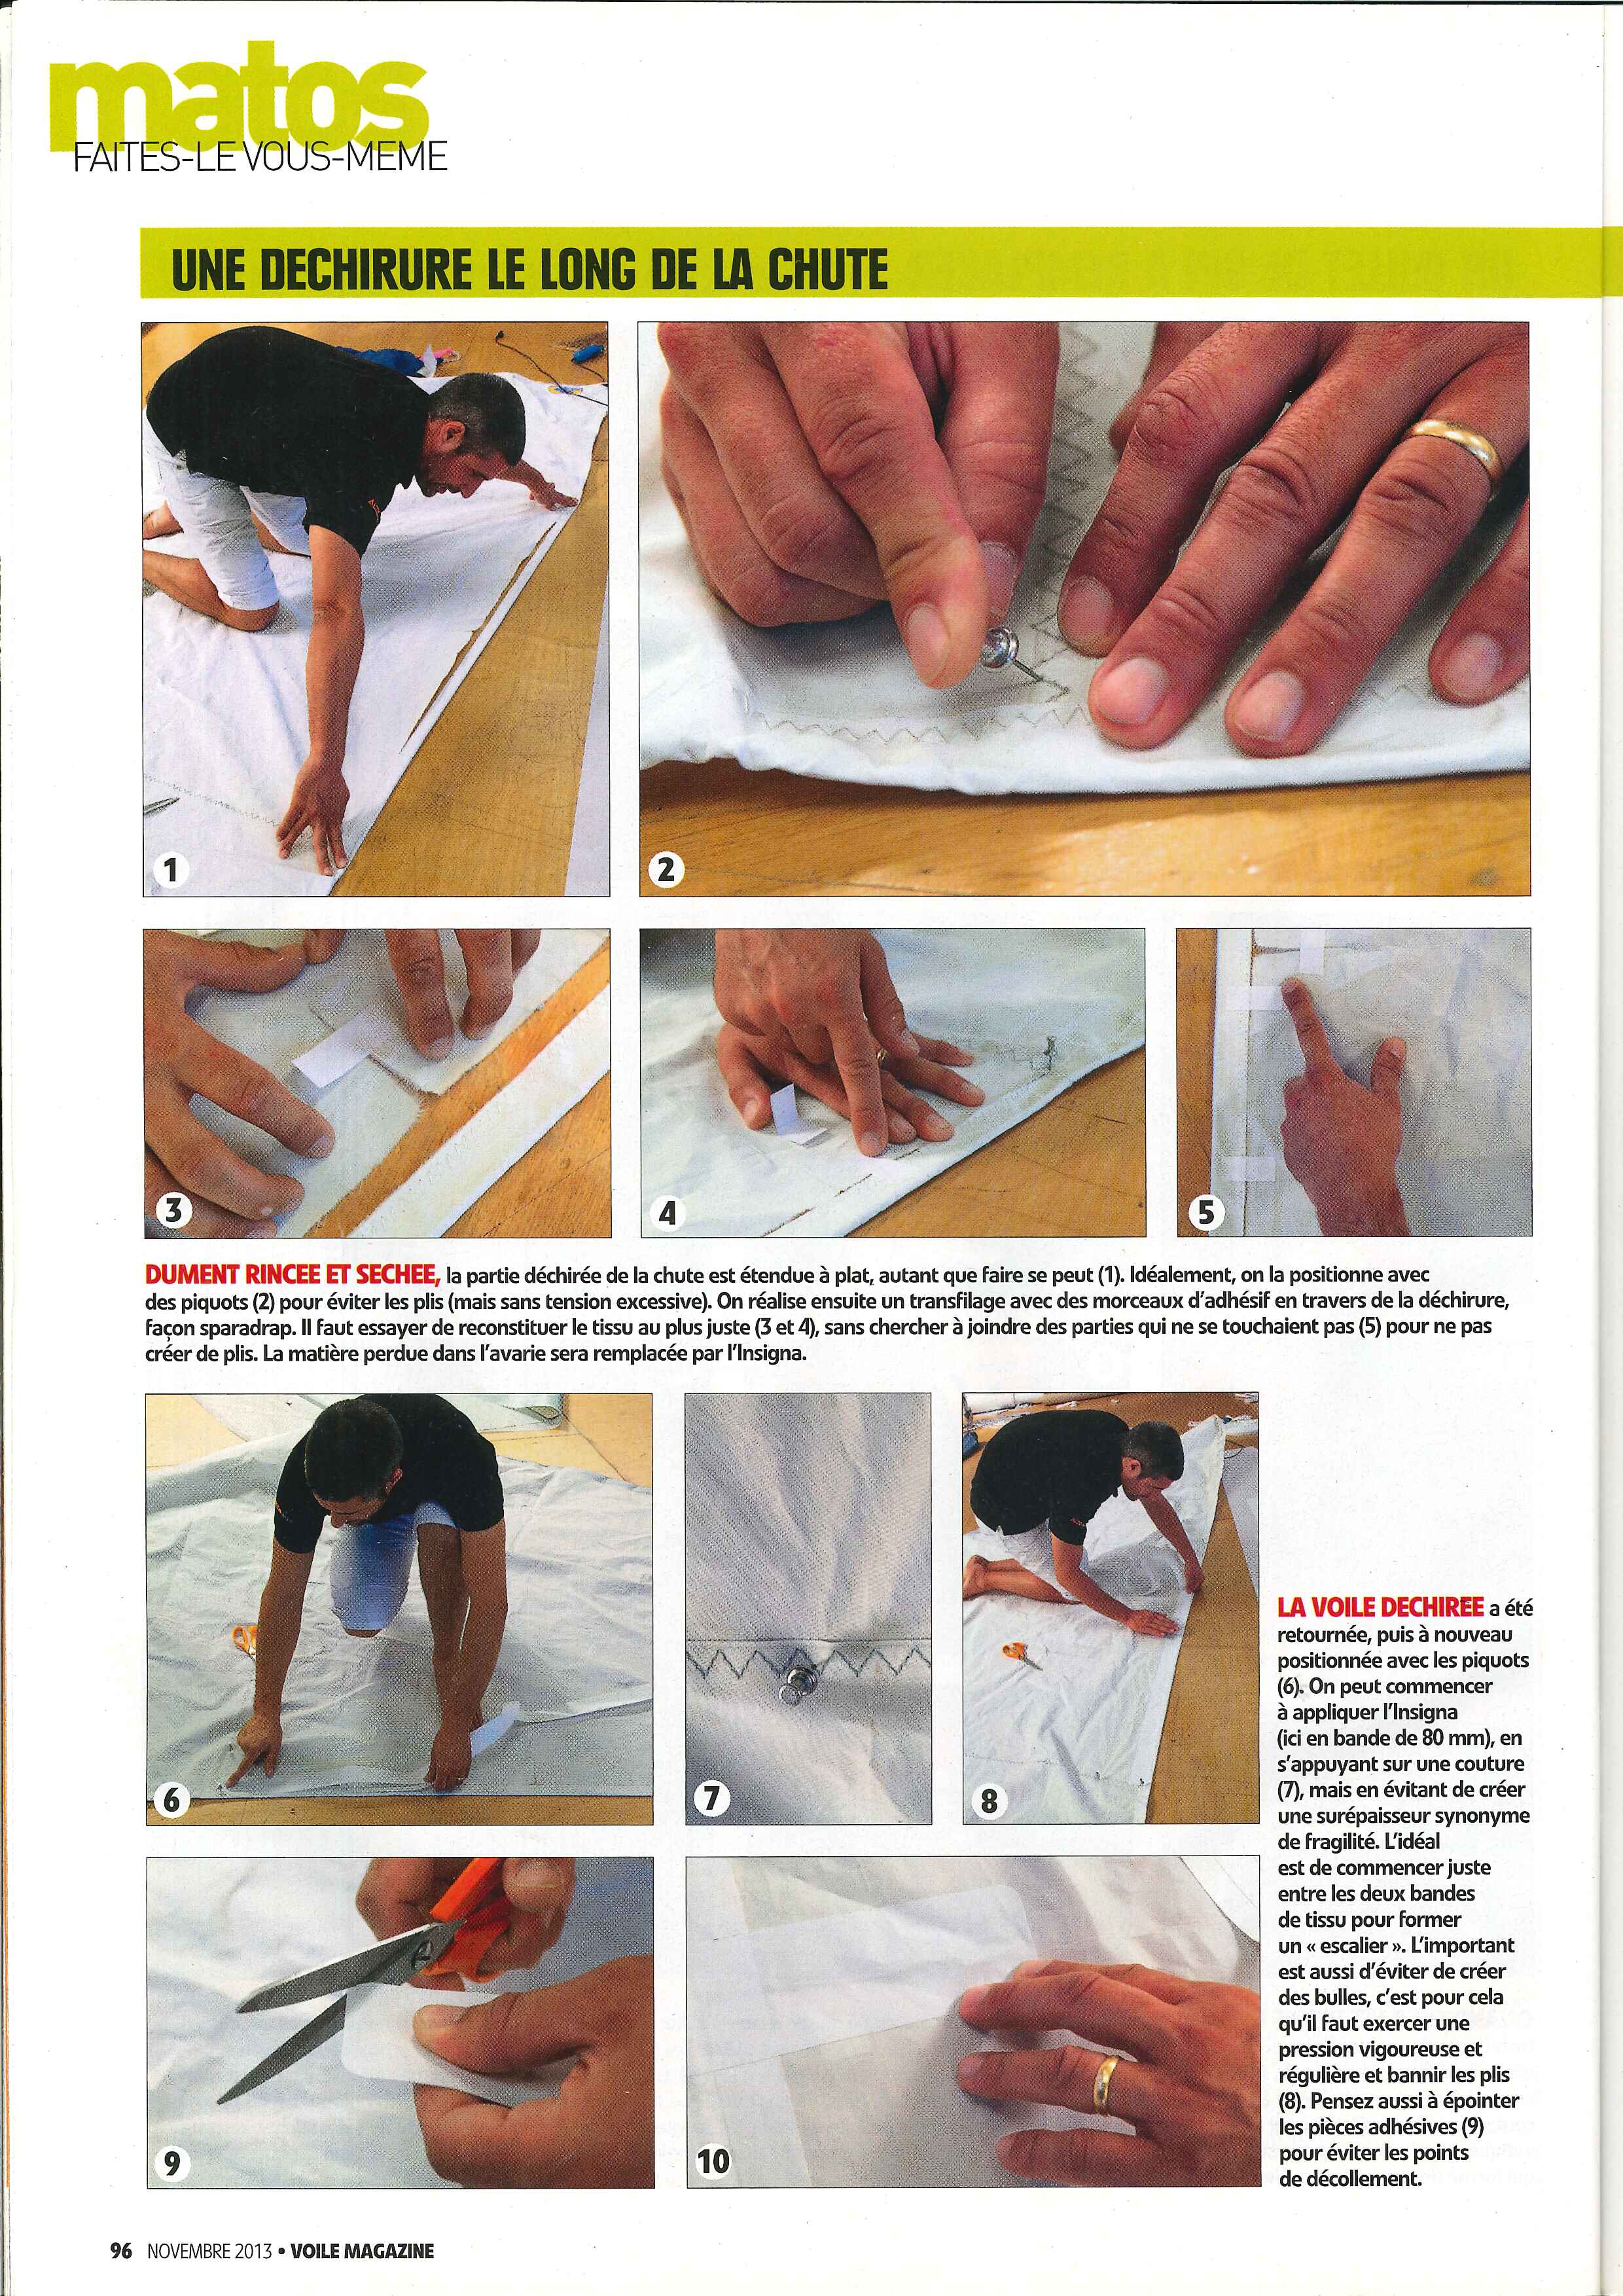 matos
FAITES-LE VOUS-MEME
UNE DECHIRURE LE LONG DE LA CHUTE
1
2
3
4
5
DUMENT RINCEE ET SECHEE, la partie déchirée de la chute est étendue à plat, autant que faire se peut (1). Idéalement, on la positionne avec
des piquots (2) pour éviter les plis (mais sans tension excessive). On réalise ensuite un transfilage avec des morceaux d'adhésif en travers de la déchirure,
façon sparadrap. Il faut essayer de reconstituer le tissu au plus juste (3 et 4), sans chercher à joindre des parties qui ne se touchaient pas (5) pour ne pas
créer de plis. La matière perdue dans l'avarie sera remplacée par l'Insigna.
6
7
8
9
10
LA VOILE DECHIREE a été
retournée, puis à nouveau
positionnée avec les piquots
(6). On peut commencer
à appliquer l'Insigna
(ici en bande de 80 mm), en
s'appuyant sur une couture
(7), mais en évitant de créer
une surépaisseur synonyme
de fragilité. L'idéal
est de commencer juste
entre les deux bandes
de tissu pour former
un « escalier ». L'important
est aussi d'éviter de créer
des bulles, c'est pour cela
qu'il faut exercer une
pression vigoureuse et
régulière et bannir les plis
(8). Pensez aussi à épointer
les pièces adhésives (9)
pour éviter les points
de décollement.
96 NOVEMBRE 2013 • VOILE MAGAZINE